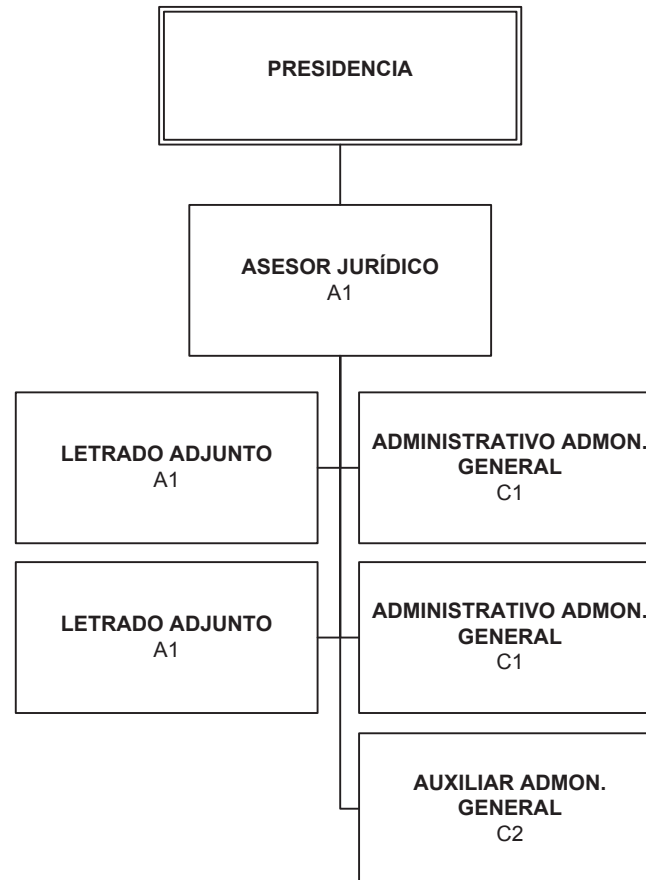 PRESIDENCIA
ASESOR JURÍDICO
A1
LETRADO ADJUNTO
A1
ADMINISTRATIVO ADMON.
GENERAL
C1
LETRADO ADJUNTO
A1
ADMINISTRATIVO ADMON.
GENERAL
C1
AUXILIAR ADMON.
GENERAL
C2